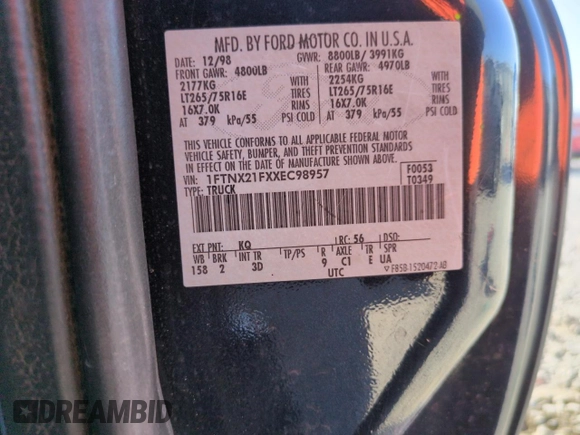 MFD. BY FORD MOTOR CO. IN U.S.A.
DATE: 12/98 GVWR: 8800LB/ 3991KG
FRONT GAWR: 4800LB REAR GAWR: 4970LB
2177KG WITH 2254KG WITH
LT265/75R16E TIRES LT265/75R16E TIRES
16X7.0K RIMS 16X7.0K RIMS
AT 379 kPa/55 PSI COLD AT 379 kPa/55 PSI COLD
THIS VEHICLE CONFORMS TO ALL APPLICABLE FEDERAL MOTOR
VEHICLE SAFETY, BUMPER, AND THEFT PREVENTION STANDARDS
IN EFFECT ON THE DATE OF MANUFACTURE SHOWN ABOVE.
VEH. IDENT. NO.: 1FTNX21FXXEC98957 F0053
TYPE: TRUCK T0349
EXT PNT: KQ RC: 56 DSO:
WB BRK INT TR TP/PS R AXLE TR SPR
158 2 3D 9 C1 E UA
UTC
DREAMBID